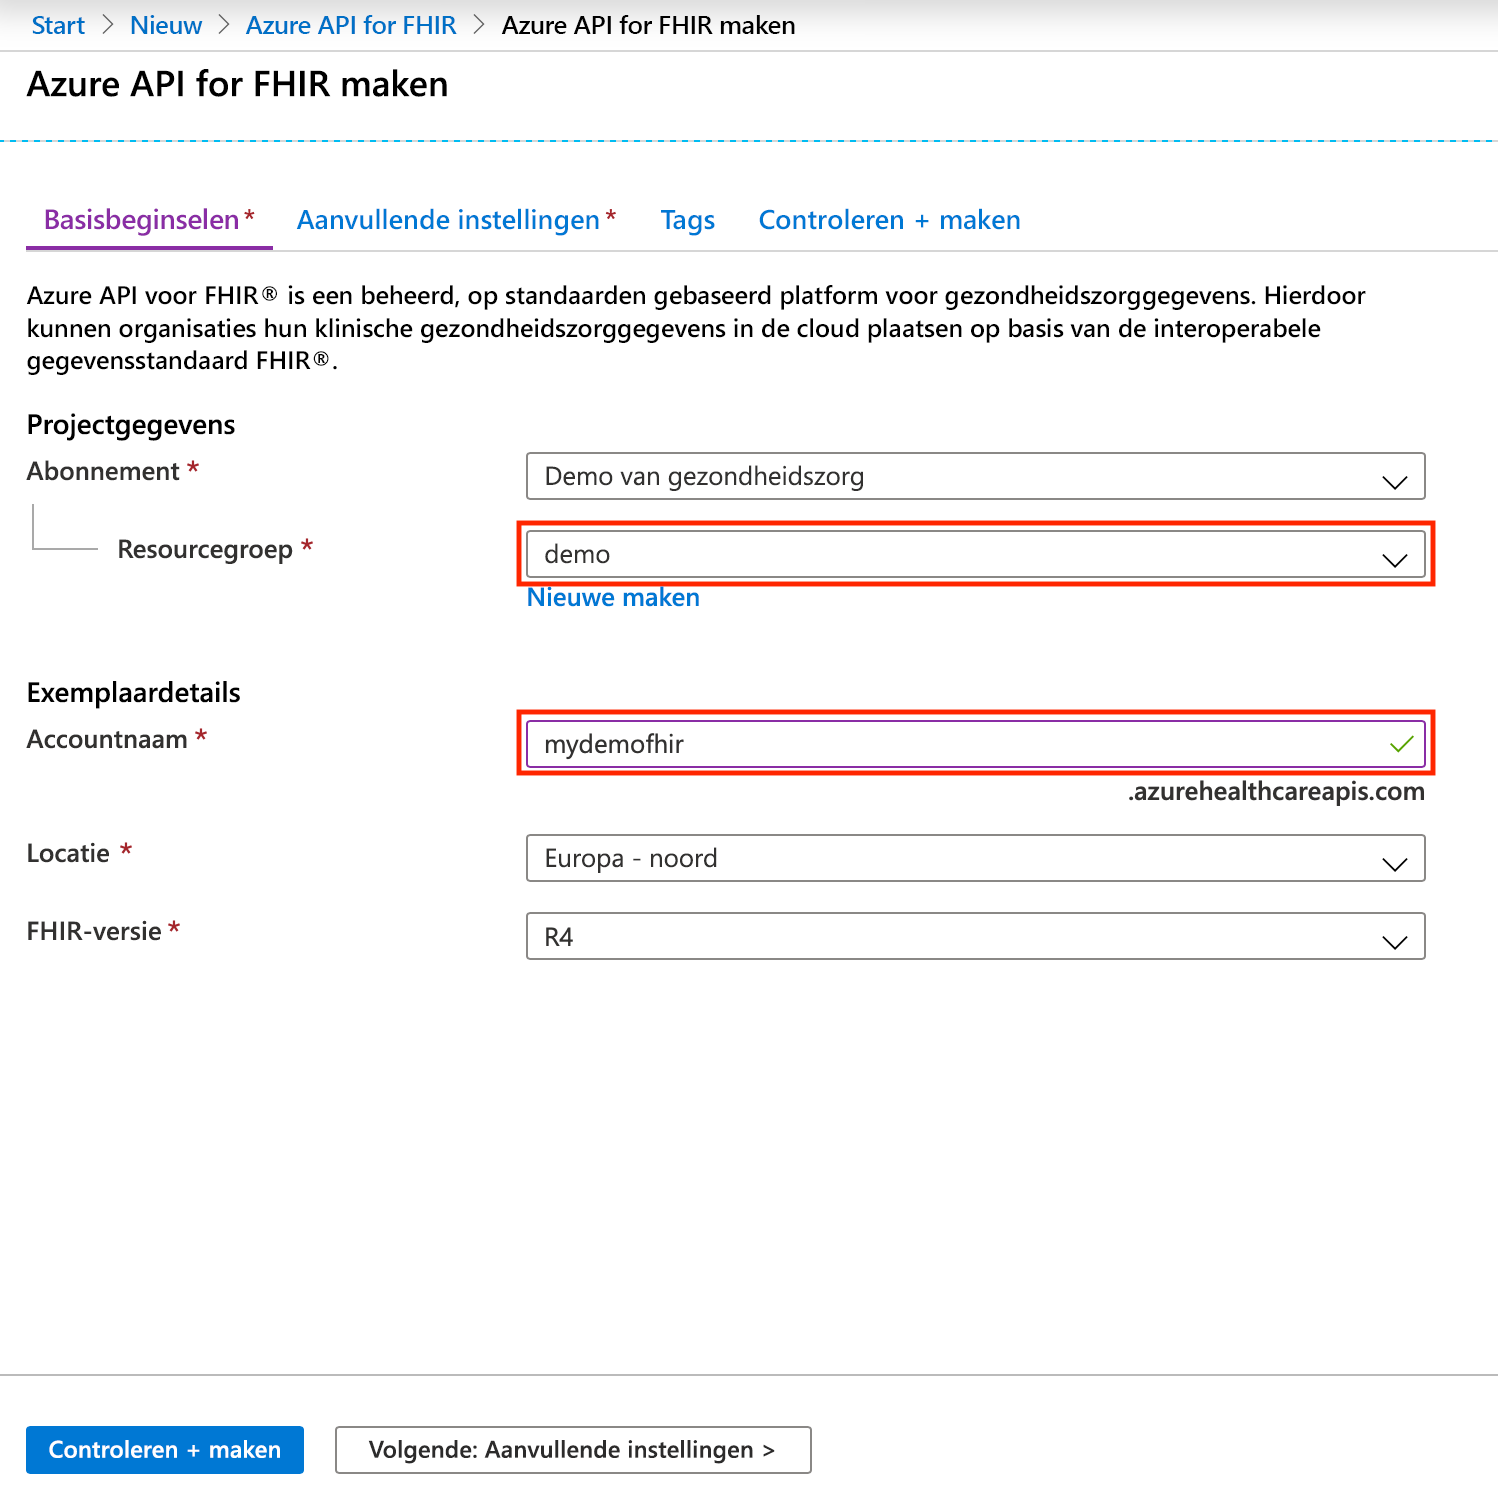 Start > Nieuw > Azure API for FHIR > Azure API for FHIR maken
Azure API for FHIR maken
Basisbeginselen * Aanvullende instellingen * Tags Controleren + maken
Azure API voor FHIR® is een beheerd, op standaarden gebaseerd platform voor gezondheidszorggegevens. Hierdoor
kunnen organisaties hun klinische gezondheidszorggegevens in de cloud plaatsen op basis van de interoperabele
gegevensstandaard FHIR®.
Projectgegevens
Abonnement * Demo van gezondheidszorg
Resourcegroep * demo
Nieuwe maken
Exemplaardetails
Accountnaam * mydemofhir
.azurehealthcareapis.com
Locatie * Europa - noord
FHIR-versie * R4
Controleren + maken Volgende: Aanvullende instellingen >